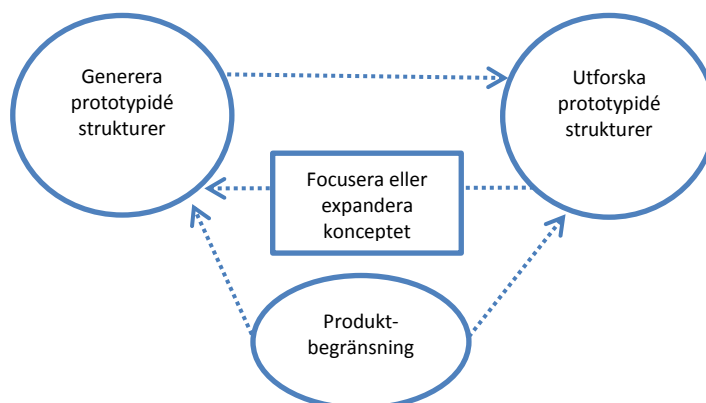 Generera
prototypidé
strukturer
Utforska
prototypidé
strukturer
Focusera eller
expandera
konceptet
Produkt-
begränsning